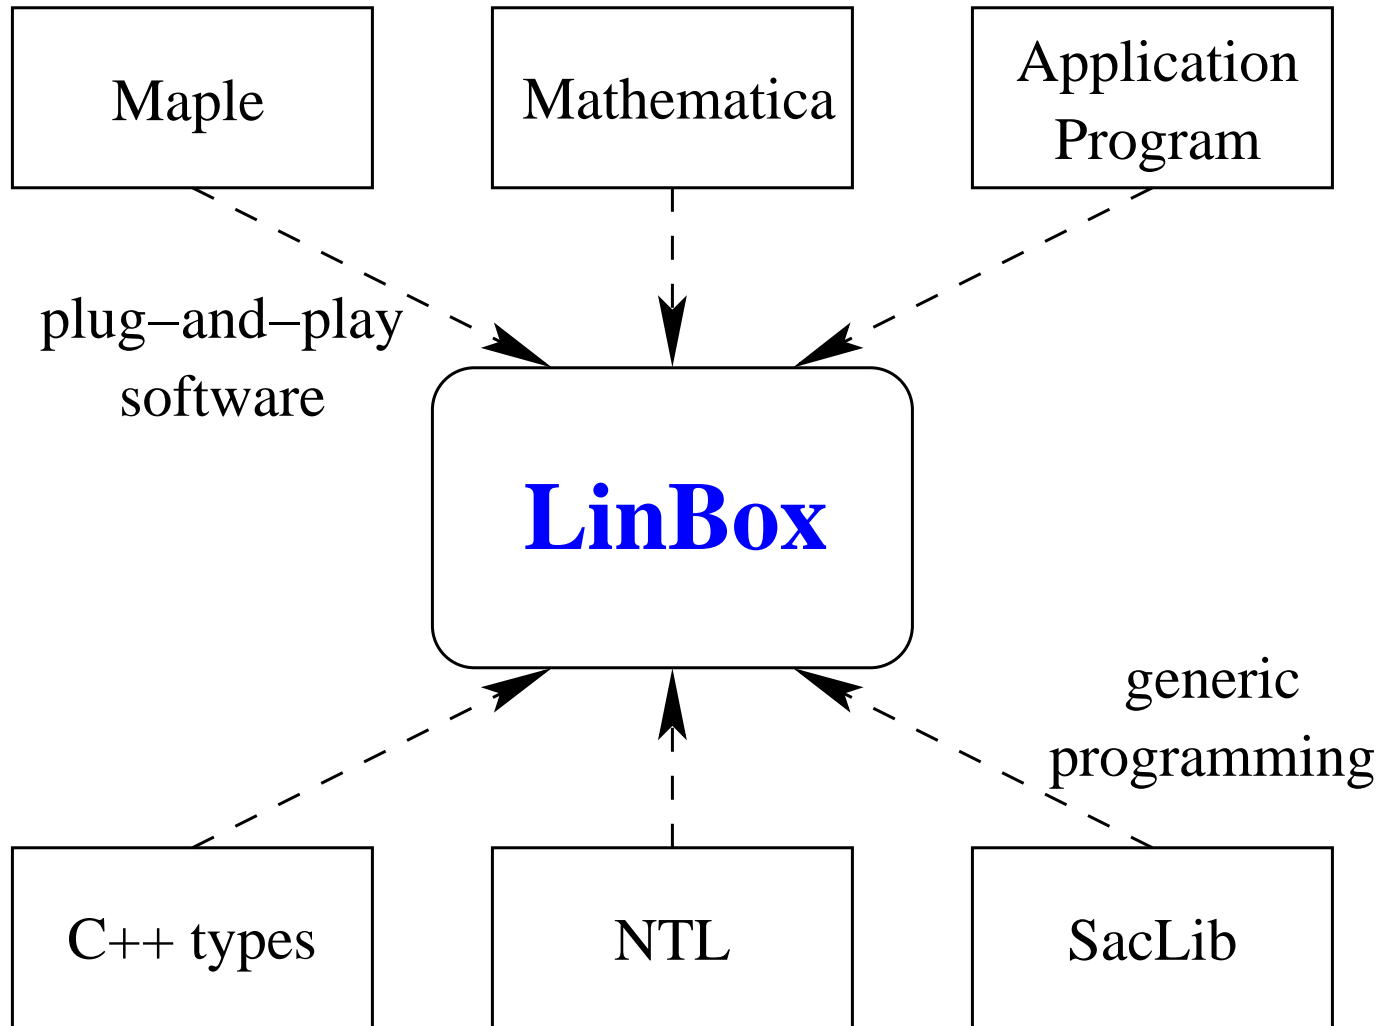 Maple
Mathematica
Application
Program
plug–and–play
software
LinBox
generic
programming
C++ types
NTL
SacLib